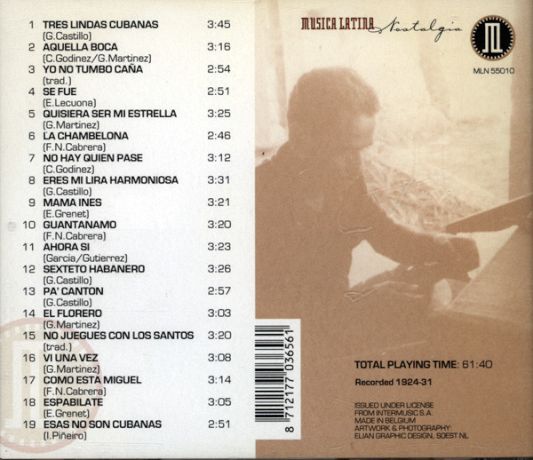 1 TRES LINDAS CUBANAS 3:45
(G.Castillo)
2 AQUELLA BOCA 3:16
(C.Godinez/G.Martinez)
3 YO NO TUMBO CAÑA 2:54
(trad.)
4 SE FUE 2:51
(E.Lecuona)
5 QUISIERA SER MI ESTRELLA 3:25
(G.Martinez)
6 LA CHAMBELONA 2:46
(F.N.Cabrera)
7 NO HAY QUIEN PASE 3:12
(C.Godinez)
8 ERES MI LIRA HARMONIOSA 3:31
(G.Castillo)
9 MAMA INES 3:21
(E.Grenet)
10 GUANTANAMO 3:20
(F.N.Cabrera)
11 AHORA SI 3:23
(Garcia/Gutierrez)
12 SEXTETO HABANERO 3:26
(G.Castillo)
13 PA' CANTON 2:57
(G.Castillo)
14 EL FLORERO 3:03
(G.Martinez)
15 NO JUEGUES CON LOS SANTOS 3:20
(trad.)
16 VI UNA VEZ 3:08
(G.Martinez)
17 COMO ESTA MIGUEL 3:14
(F.N.Cabrera)
18 ESPABILATE 3:05
(E.Grenet)
19 ESAS NO SON CUBANAS 2:51
(I.Piñeiro)
MUSICA LATINA
Nostalgia
MLN 55010
8 712177 036561
TOTAL PLAYING TIME: 61:40
Recorded 1924-31
ISSUED UNDER LICENSE
FROM INTERMUSIC S.A.
MADE IN BELGIUM
ARTWORK & PHOTOGRAPHY:
ELIAN GRAPHIC DESIGN, SOEST NL